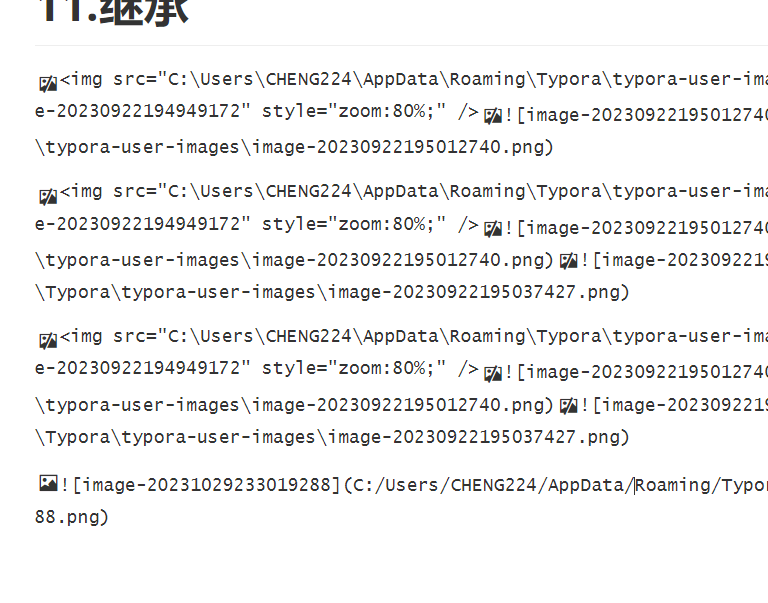 11.继承
<img src="C:\Users\CHENG224\AppData\Roaming\Typora\typora-user-ima
e-20230922194949172" style="zoom:80%;" />![image-20230922195012740
\typora-user-images\image-20230922195012740.png)
<img src="C:\Users\CHENG224\AppData\Roaming\Typora\typora-user-ima
e-20230922194949172" style="zoom:80%;" />![image-20230922195012740
\typora-user-images\image-20230922195012740.png)![image-2023092219
\Typora\typora-user-images\image-20230922195037427.png)
<img src="C:\Users\CHENG224\AppData\Roaming\Typora\typora-user-ima
e-20230922194949172" style="zoom:80%;" />![image-20230922195012740
\typora-user-images\image-20230922195012740.png)![image-2023092219
\Typora\typora-user-images\image-20230922195037427.png)
![image-20231029233019288](C:/Users/CHENG224/AppData/Roaming/Typor
88.png)